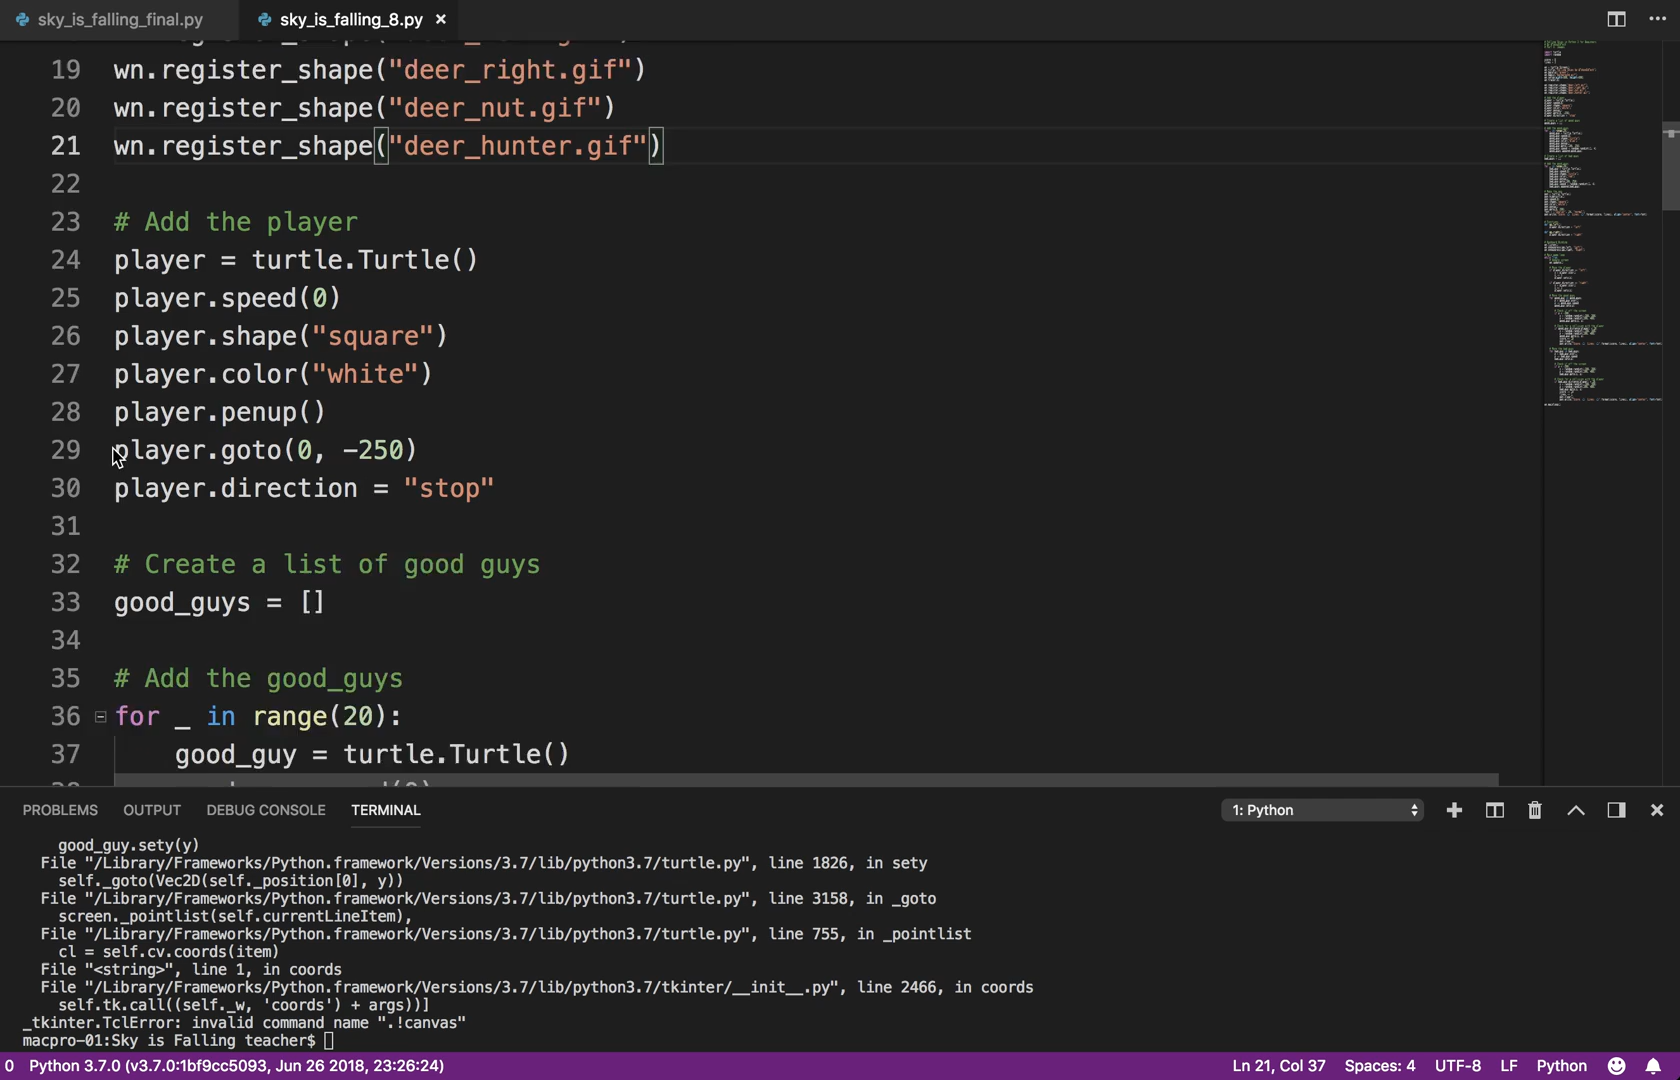 sky_is_falling_final.py
sky_is_falling_8.py ×
19 wn.register_shape("deer_right.gif")
20 wn.register_shape("deer_nut.gif")
21 wn.register_shape("deer_hunter.gif")
22
23 # Add the player
24 player = turtle.Turtle()
25 player.speed(0)
26 player.shape("square")
27 player.color("white")
28 player.penup()
29 player.goto(0, -250)
30 player.direction = "stop"
31
32 # Create a list of good guys
33 good_guys = []
34
35 # Add the good_guys
36 for _ in range(20):
37 good_guy = turtle.Turtle()
PROBLEMS OUTPUT DEBUG CONSOLE TERMINAL 1: Python
good_guy.sety(y)
File "/Library/Frameworks/Python.framework/Versions/3.7/lib/python3.7/turtle.py", line 1826, in sety
self._goto(Vec2D(self._position[0], y))
File "/Library/Frameworks/Python.framework/Versions/3.7/lib/python3.7/turtle.py", line 3158, in _goto
screen._pointlist(self.currentLineItem),
File "/Library/Frameworks/Python.framework/Versions/3.7/lib/python3.7/turtle.py", line 755, in _pointlist
cl = self.cv.coords(item)
File "<string>", line 1, in coords
File "/Library/Frameworks/Python.framework/Versions/3.7/lib/python3.7/tkinter/__init__.py", line 2466, in coords
self.tk.call((self._w, 'coords') + args))]
_tkinter.TclError: invalid command name ".!canvas"
macpro-01:Sky is Falling teacher$
0 Python 3.7.0 (v3.7.0:1bf9cc5093, Jun 26 2018, 23:26:24) Ln 21, Col 37 Spaces: 4 UTF-8 LF Python